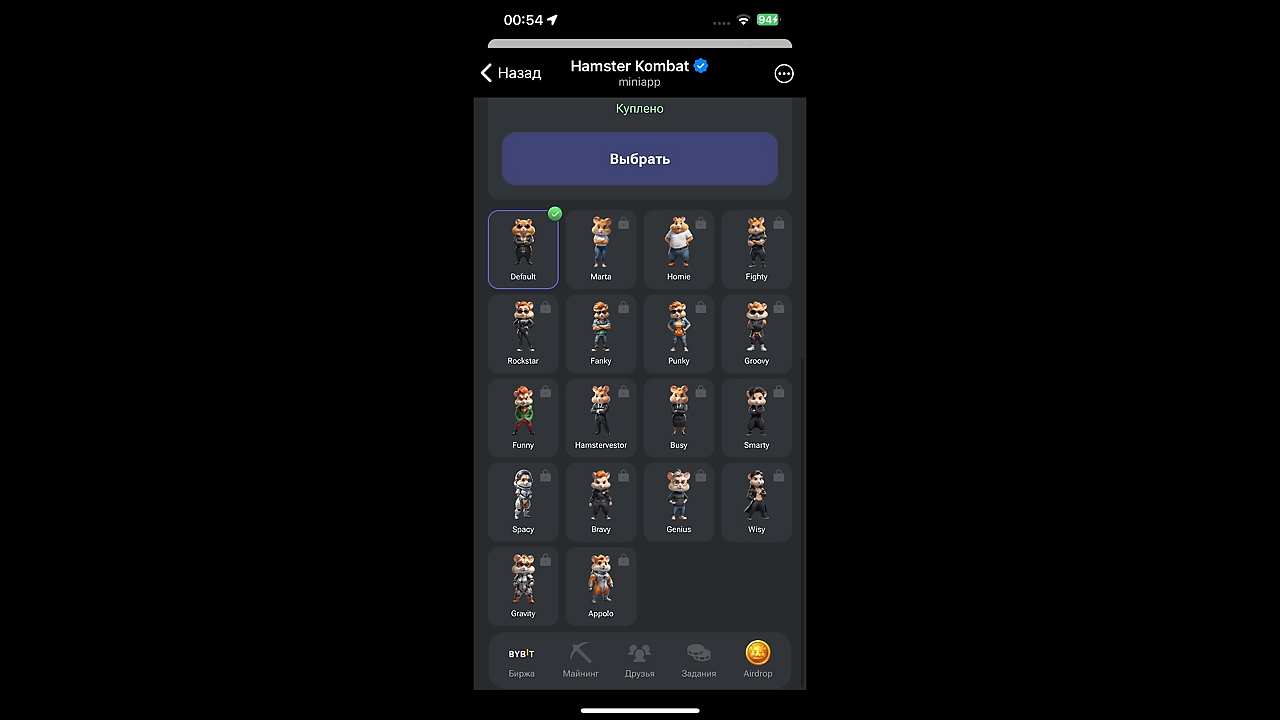 00:54
94
Назад
Hamster Kombat
miniapp
Куплено
Выбрать
Default
Marta
Homie
Fighty
Rockstar
Fanky
Punky
Groovy
Funny
Hamstervestor
Busy
Smarty
Spacy
Bravy
Genius
Wisy
Gravity
Appolo
BYBIT
Биржа
Майнинг
Друзья
Задания
Airdrop